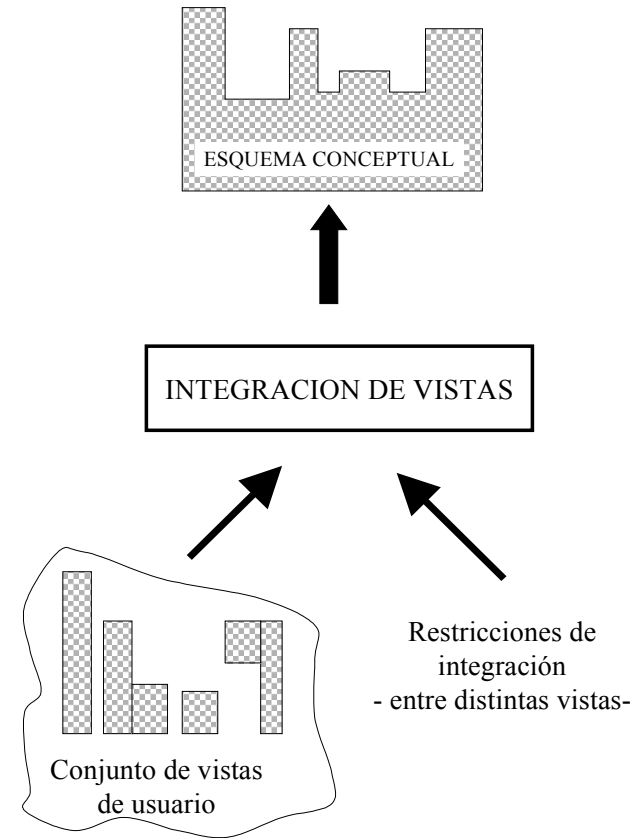 ESQUEMA CONCEPTUAL
INTEGRACION DE VISTAS
Restricciones de
integración
- entre distintas vistas-
Conjunto de vistas
de usuario